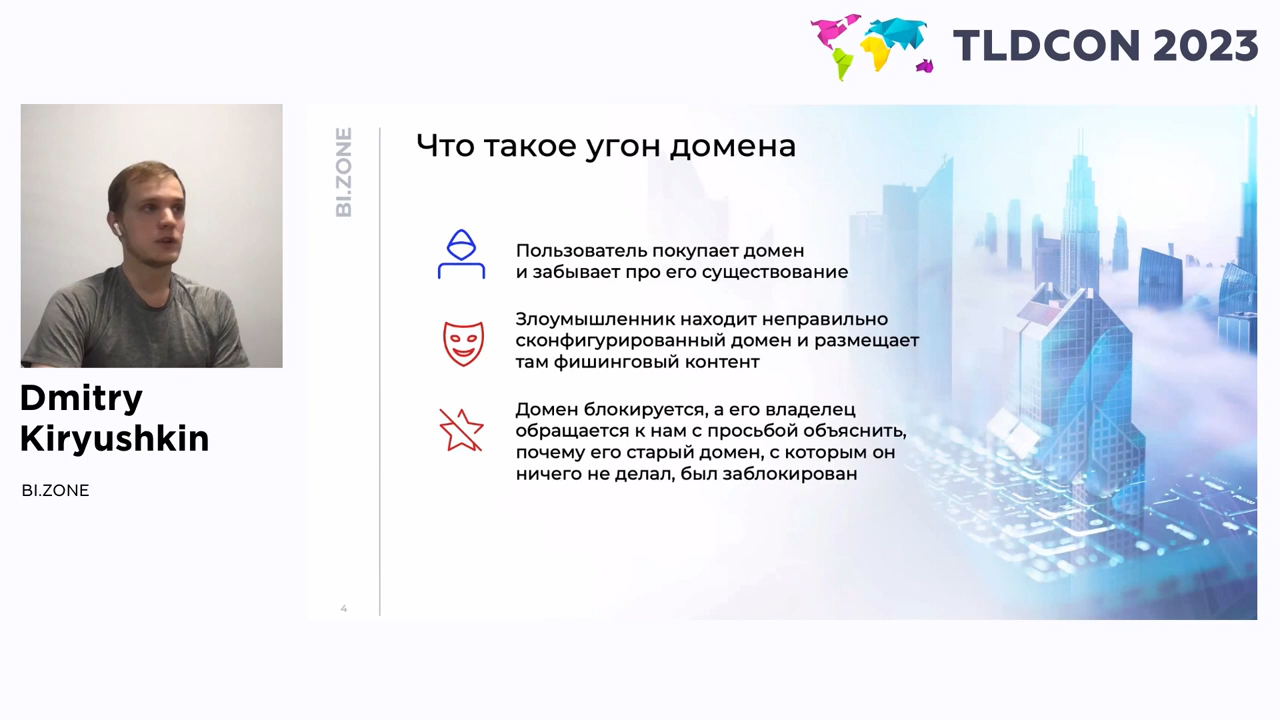 TLDCON 2023
BI.ZONE
Что такое угон домена
Пользователь покупает домен
и забывает про его существование
Злоумышленник находит неправильно
сконфигурированный домен и размещает
там фишинговый контент
Домен блокируется, а его владелец
обращается к нам с просьбой объяснить,
почему его старый домен, с которым он
ничего не делал, был заблокирован
4
Dmitry
Kiryushkin
BI.ZONE